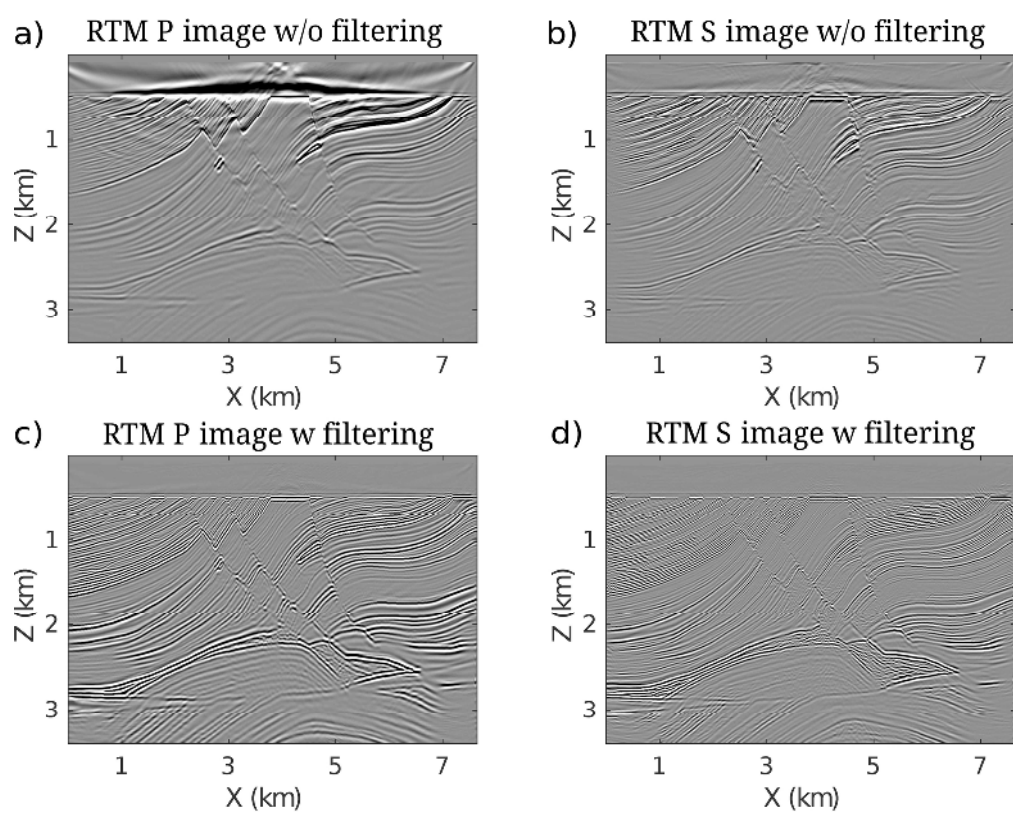 a) RTM P image w/o filtering
b) RTM S image w/o filtering
Z (km)
1
2
3
1 3 5 7
X (km)
Z (km)
1
2
3
1 3 5 7
X (km)
c) RTM P image w filtering
d) RTM S image w filtering
Z (km)
1
2
3
1 3 5 7
X (km)
Z (km)
1
2
3
1 3 5 7
X (km)